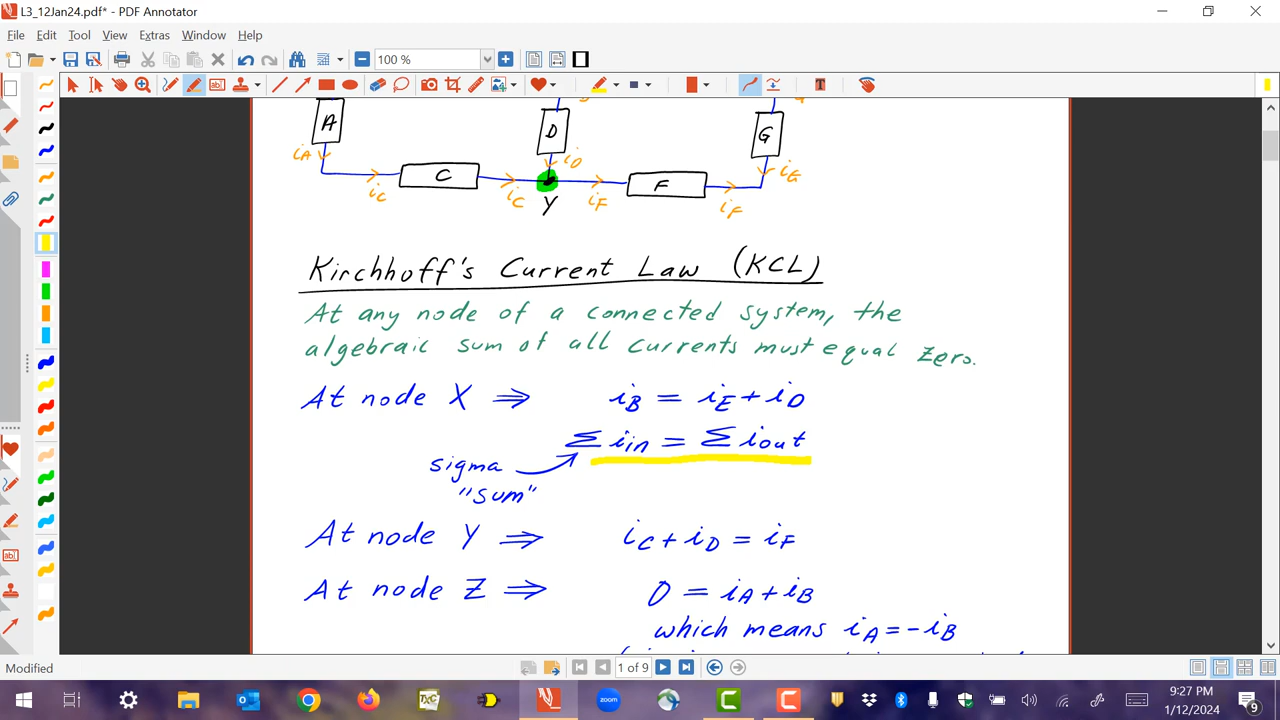 L3_12Jan24.pdf* - PDF Annotator
File Edit Tool View Extras Window Help
100 %
A
D
G
iA
iD
iG
C
F
iC
iC
iF
iF
Y
Kirchhoff's Current Law (KCL)
At any node of a connected system, the
algebraic sum of all currents must equal zero.
At node X ⇒ iB = iE + iD
Σ iin = Σ iout
sigma
"sum"
At node Y ⇒ iC + iD = iF
At node Z ⇒ 0 = iA + iB
which means iA = -iB
Modified
1 of 9
zoom
9:27 PM
1/12/2024
9